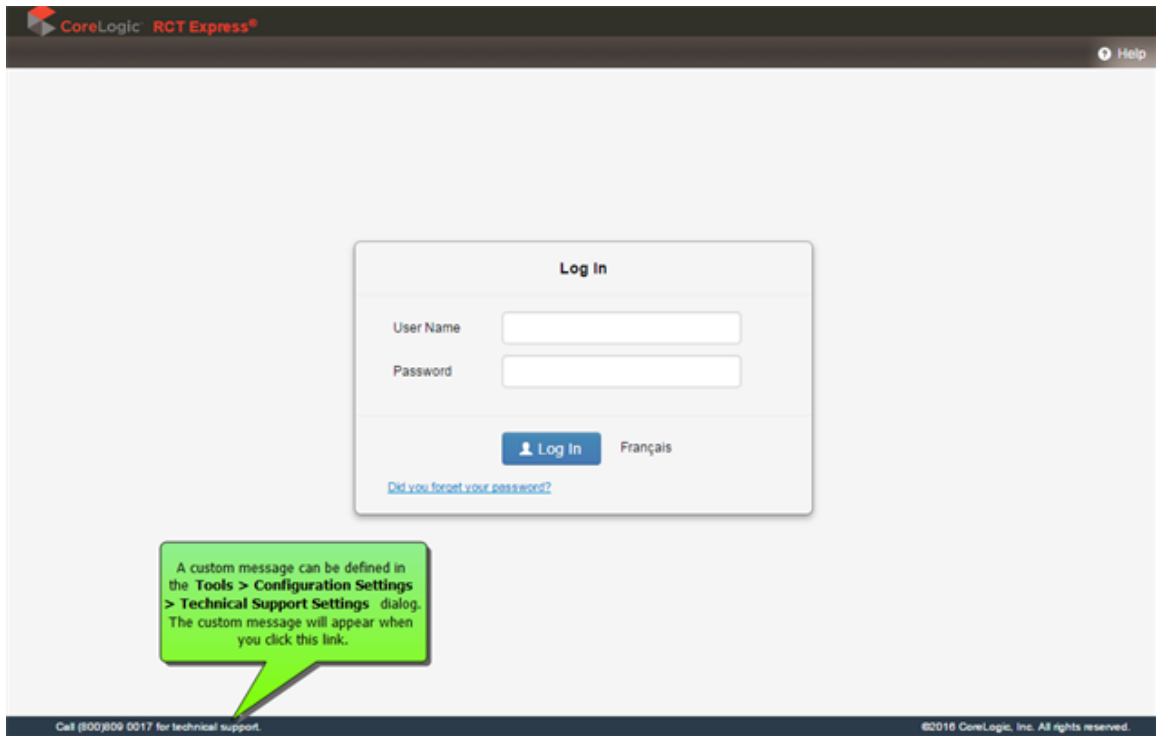 CoreLogic RCT Express®
Help
Log In
User Name
Password
Log In
Français
Did you forget your password?
A custom message can be defined in
the Tools > Configuration Settings
> Technical Support Settings dialog.
The custom message will appear when
you click this link.
Call (800)809 0017 for technical support.
©2016 CoreLogic, Inc. All rights reserved.